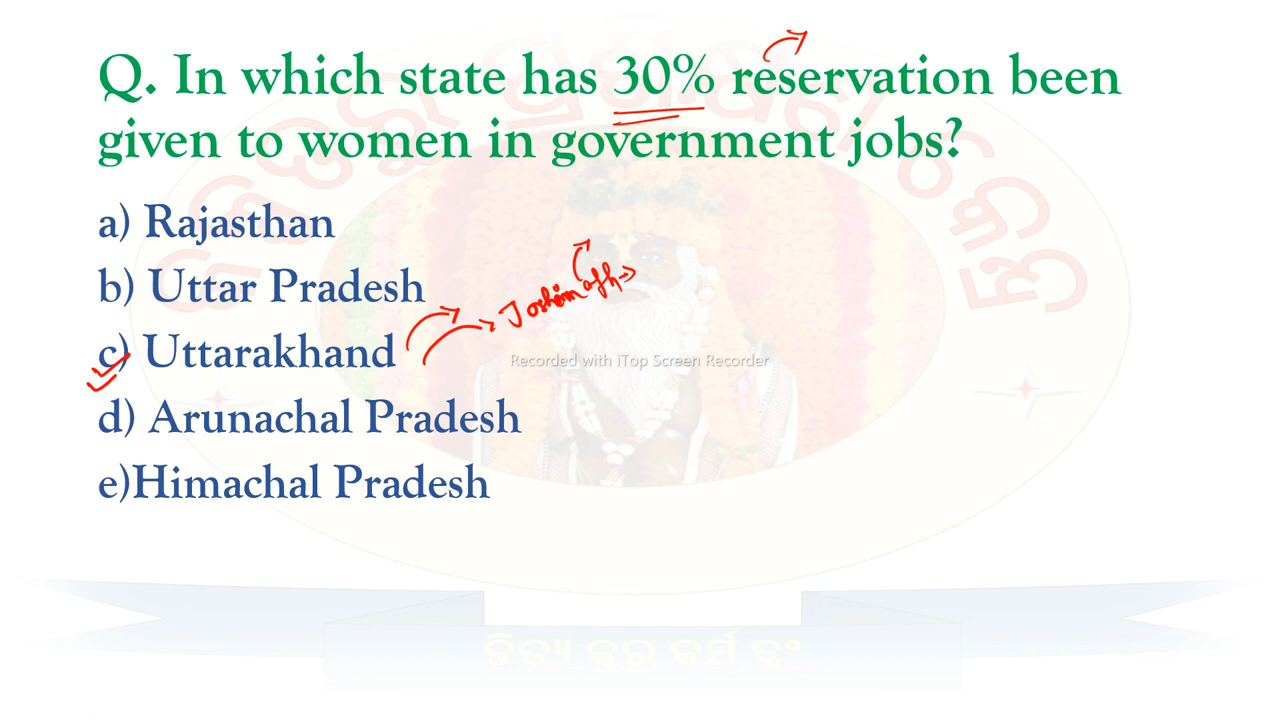 Q. In which state has 30% reservation been
given to women in government jobs?
a) Rajasthan
b) Uttar Pradesh
c) Uttarakhand
d) Arunachal Pradesh
e)Himachal Pradesh
Recorded with iTop Screen Recorder